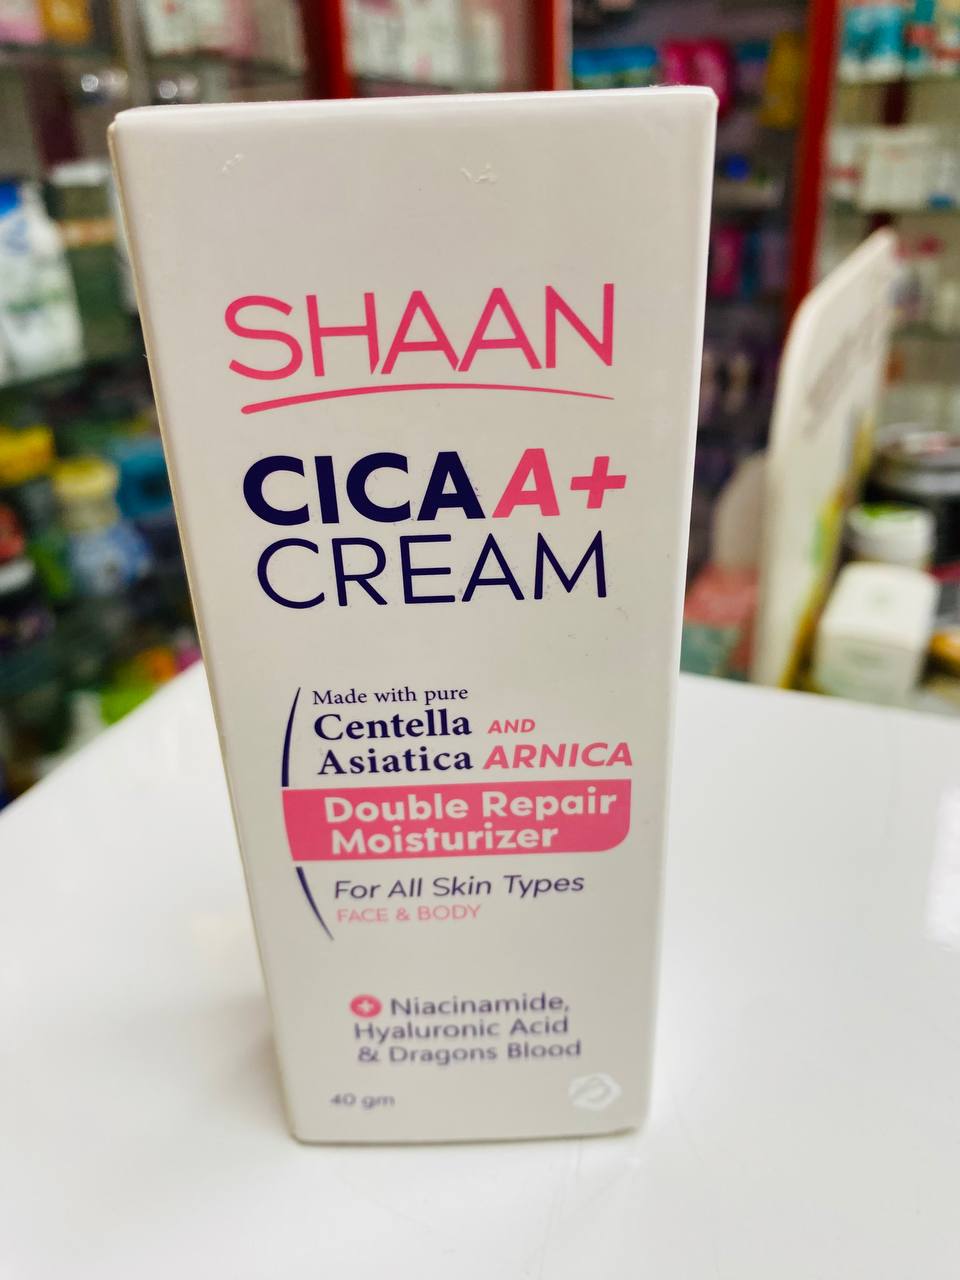 SHAAN
CICA A+
CREAM
Made with pure
Centella AND
Asiatica ARNICA
Double Repair
Moisturizer
For All Skin Types
FACE & BODY
+ Niacinamide,
Hyaluronic Acid
& Dragons Blood
40 gm